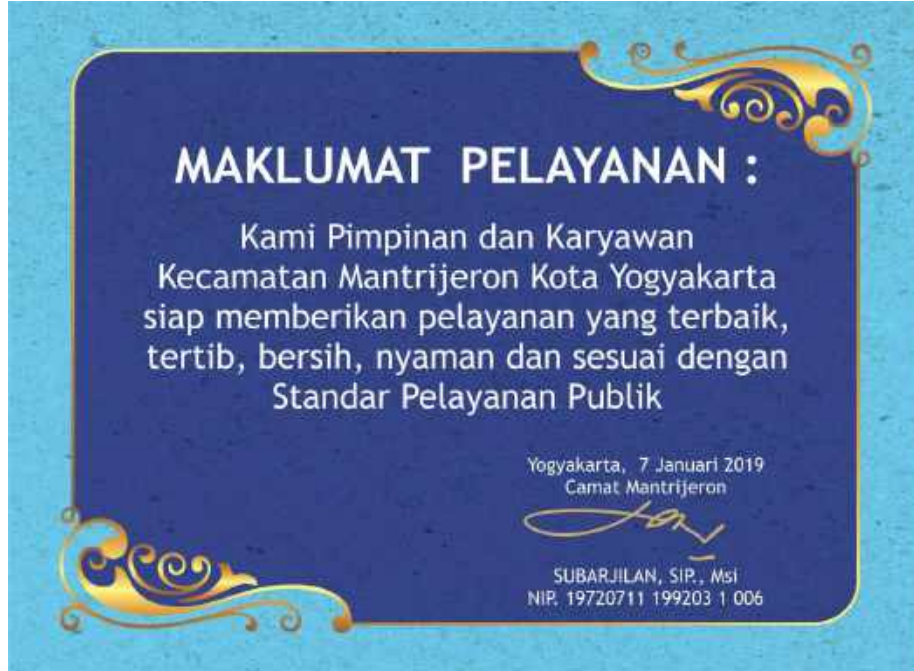 MAKLUMAT PELAYANAN :
Kami Pimpinan dan Karyawan
Kecamatan Mantrijeron Kota Yogyakarta
siap memberikan pelayanan yang terbaik,
tertib, bersih, nyaman dan sesuai dengan
Standar Pelayanan Publik
Yogyakarta, 7 Januari 2019
Camat Mantrijeron
SUBARJILAN, SIP., Msi
NIP. 19720711 199203 1 006